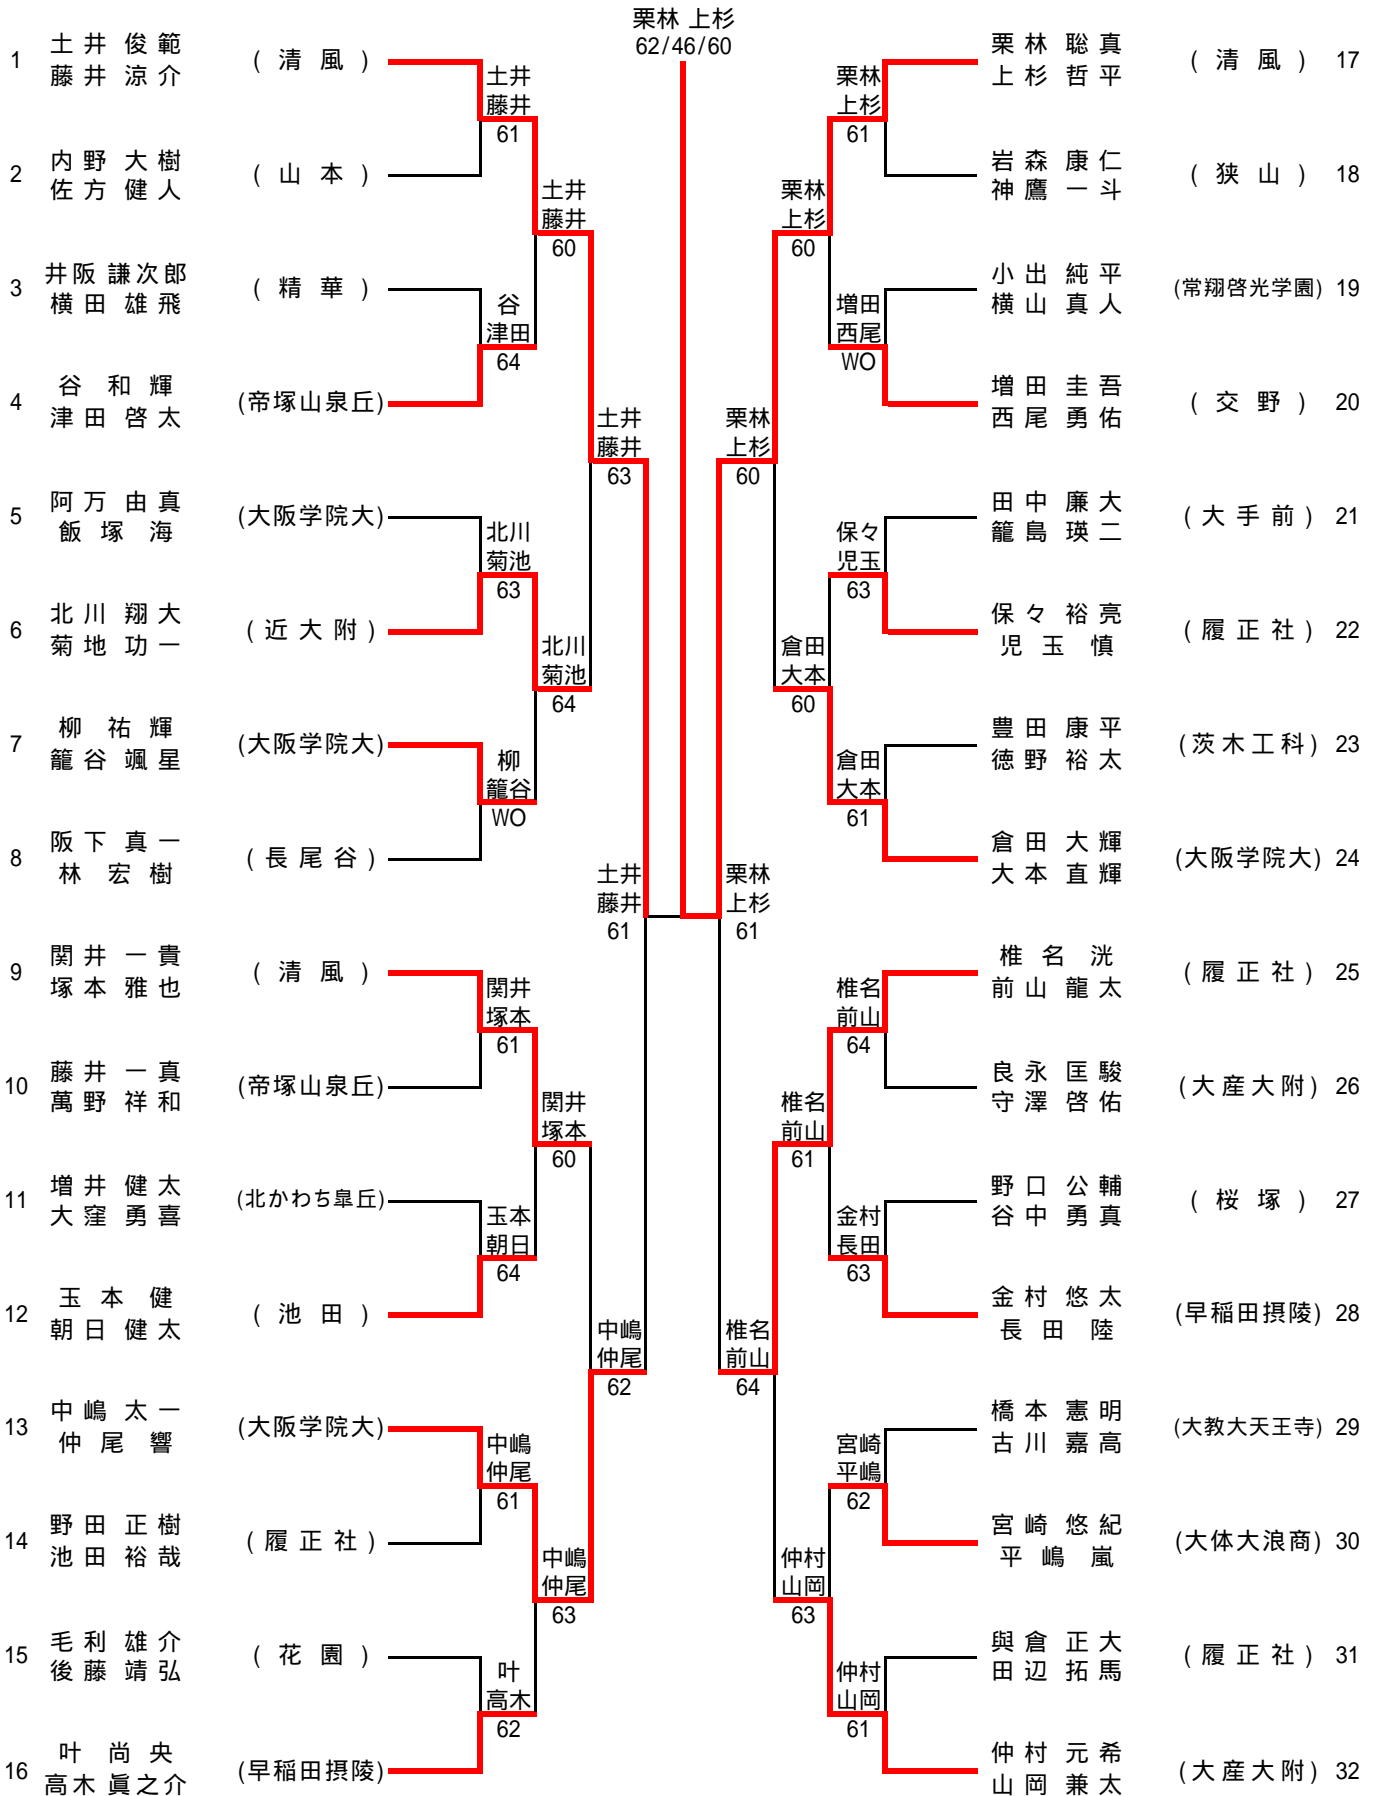 栗林 上杉
62/46/60
1 土井 俊範 (清風)
藤井 涼介
2 内野 大樹 (山本)
佐方 健人
3 井阪 謙次郎 (精華)
横田 雄飛
4 谷 和輝 (帝塚山泉丘)
津田 啓太
5 阿万 由真 (大阪学院大)
飯塚 海
6 北川 翔大 (近大附)
菊地 功一
7 柳 祐輝 (大阪学院大)
籠谷 颯星
8 阪下 真一 (長尾谷)
林 宏樹
9 関井 一貴 (清風)
塚本 雅也
10 藤井 一真 (帝塚山泉丘)
萬野 祥和
11 増井 健太 (北かわち皐丘)
大窪 勇喜
12 玉本 健 (池田)
朝日 健太
13 中嶋 太一 (大阪学院大)
仲尾 響
14 野田 正樹 (履正社)
池田 裕哉
15 毛利 雄介 (花園)
後藤 靖弘
16 叶 尚央 (早稲田摂陵)
高木 眞之介
土井
藤井
61
谷
津田
64
北川
菊池
63
柳
籠谷
WO
関井
塚本
61
玉本
朝日
64
中嶋
仲尾
61
叶
高木
62
土井
藤井
60
北川
菊池
64
関井
塚本
60
中嶋
仲尾
63
土井
藤井
63
中嶋
仲尾
62
土井
藤井
61
栗林
上杉
61
栗林
上杉
60
椎名
前山
64
栗林
上杉
60
倉田
大本
60
椎名
前山
61
仲村
山岡
63
栗林
上杉
61
増田
西尾
WO
保々
児玉
63
倉田
大本
61
椎名
前山
64
金村
長田
63
宮崎
平嶋
62
仲村
山岡
61
栗林 聡真 (清風) 17
上杉 哲平
岩森 康仁 (狭山) 18
神鷹 一斗
小出 純平 (常翔啓光学園) 19
横山 真人
増田 圭吾 (交野) 20
西尾 勇佑
田中 廉大 (大手前) 21
籠島 瑛二
保々 裕亮 (履正社) 22
児玉 慎
豊田 康平 (茨木工科) 23
徳野 裕太
倉田 大輝 (大阪学院大) 24
大本 直輝
椎名 洸 (履正社) 25
前山 龍太
良永 匡駿 (大産大附) 26
守澤 啓佑
野口 公輔 (桜塚) 27
谷中 勇真
金村 悠太 (早稲田摂陵) 28
長田 陸
橋本 憲明 (大教大天王寺) 29
古川 嘉高
宮崎 悠紀 (大体大浪商) 30
平嶋 嵐
與倉 正大 (履正社) 31
田辺 拓馬
仲村 元希 (大産大附) 32
山岡 兼太